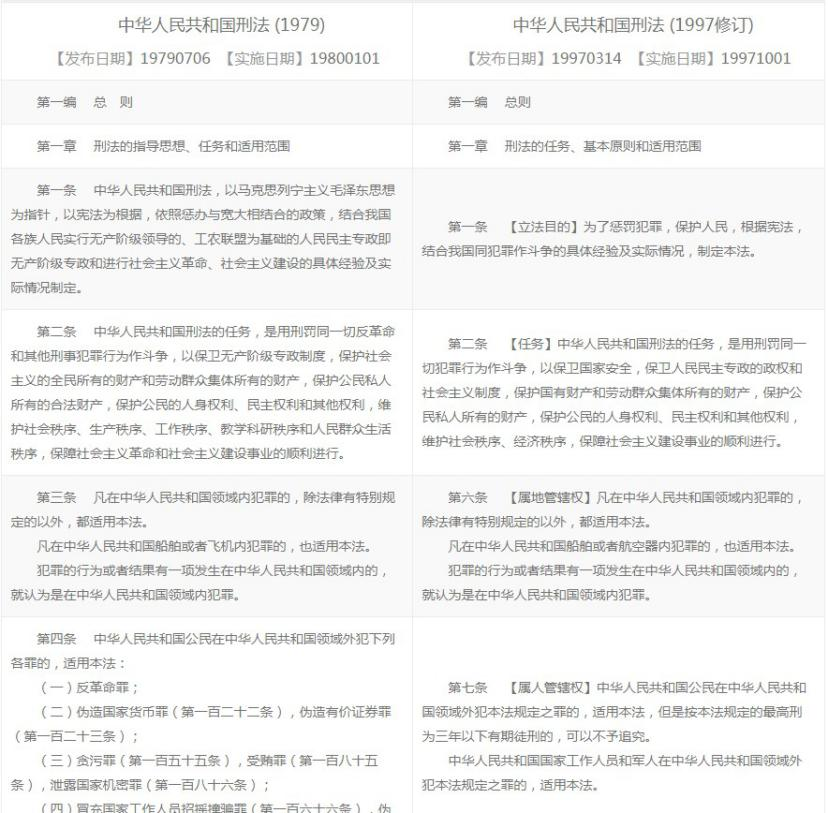 中华人民共和国刑法 (1979)
【发布日期】19790706 【实施日期】19800101
第一编 总 则
第一章 刑法的指导思想、任务和适用范围
第一条 中华人民共和国刑法，以马克思列宁主义毛泽东思想
为指针，以宪法为根据，依照惩办与宽大相结合的政策，结合我国
各族人民实行无产阶级领导的、工农联盟为基础的人民民主专政即
无产阶级专政和进行社会主义革命、社会主义建设的具体经验及实
际情况制定。
第二条 中华人民共和国刑法的任务，是用刑罚同一切反革命
和其他刑事犯罪行为作斗争，以保卫无产阶级专政制度，保护社会
主义的全民所有的财产和劳动群众集体所有的财产，保护公民私人
所有的合法财产，保护公民的人身权利、民主权利和其他权利，维
护社会秩序、生产秩序、工作秩序、教学科研秩序和人民群众生活
秩序，保障社会主义革命和社会主义建设事业的顺利进行。
第三条 凡在中华人民共和国领域内犯罪的，除法律有特别规
定的以外，都适用本法。
凡在中华人民共和国船舶或者飞机内犯罪的，也适用本法。
犯罪的行为或者结果有一项发生在中华人民共和国领域内的，
就认为是在中华人民共和国领域内犯罪。
第四条 中华人民共和国公民在中华人民共和国领域外犯下列
各罪的，适用本法：
（一）反革命罪；
（二）伪造国家货币罪（第一百二十二条），伪造有价证券罪
（第一百二十三条）；
（三）贪污罪（第一百五十五条），受贿罪（第一百八十五
条），泄露国家机密罪（第一百八十六条）；
（四）冒充国家工作人员招摇撞骗罪（第一百六十六条），伪
中华人民共和国刑法 (1997修订)
【发布日期】19970314 【实施日期】19971001
第一编 总则
第一章 刑法的任务、基本原则和适用范围
第一条 【立法目的】为了惩罚犯罪，保护人民，根据宪法，
结合我国同犯罪作斗争的具体经验及实际情况，制定本法。
第二条 【任务】中华人民共和国刑法的任务，是用刑罚同一
切犯罪行为作斗争，以保卫国家安全，保卫人民民主专政的政权和
社会主义制度，保护国有财产和劳动群众集体所有的财产，保护公
民私人所有的财产，保护公民的人身权利、民主权利和其他权利，
维护社会秩序、经济秩序，保障社会主义建设事业的顺利进行。
第六条 【属地管辖权】凡在中华人民共和国领域内犯罪的，
除法律有特别规定的以外，都适用本法。
凡在中华人民共和国船舶或者航空器内犯罪的，也适用本法。
犯罪的行为或者结果有一项发生在中华人民共和国领域内的，
就认为是在中华人民共和国领域内犯罪。
第七条 【属人管辖权】中华人民共和国公民在中华人民共和
国领域外犯本法规定之罪的，适用本法，但是按本法规定的最高刑
为三年以下有期徒刑的，可以不予追究。
中华人民共和国国家工作人员和军人在中华人民共和国领域外
犯本法规定之罪的，适用本法。